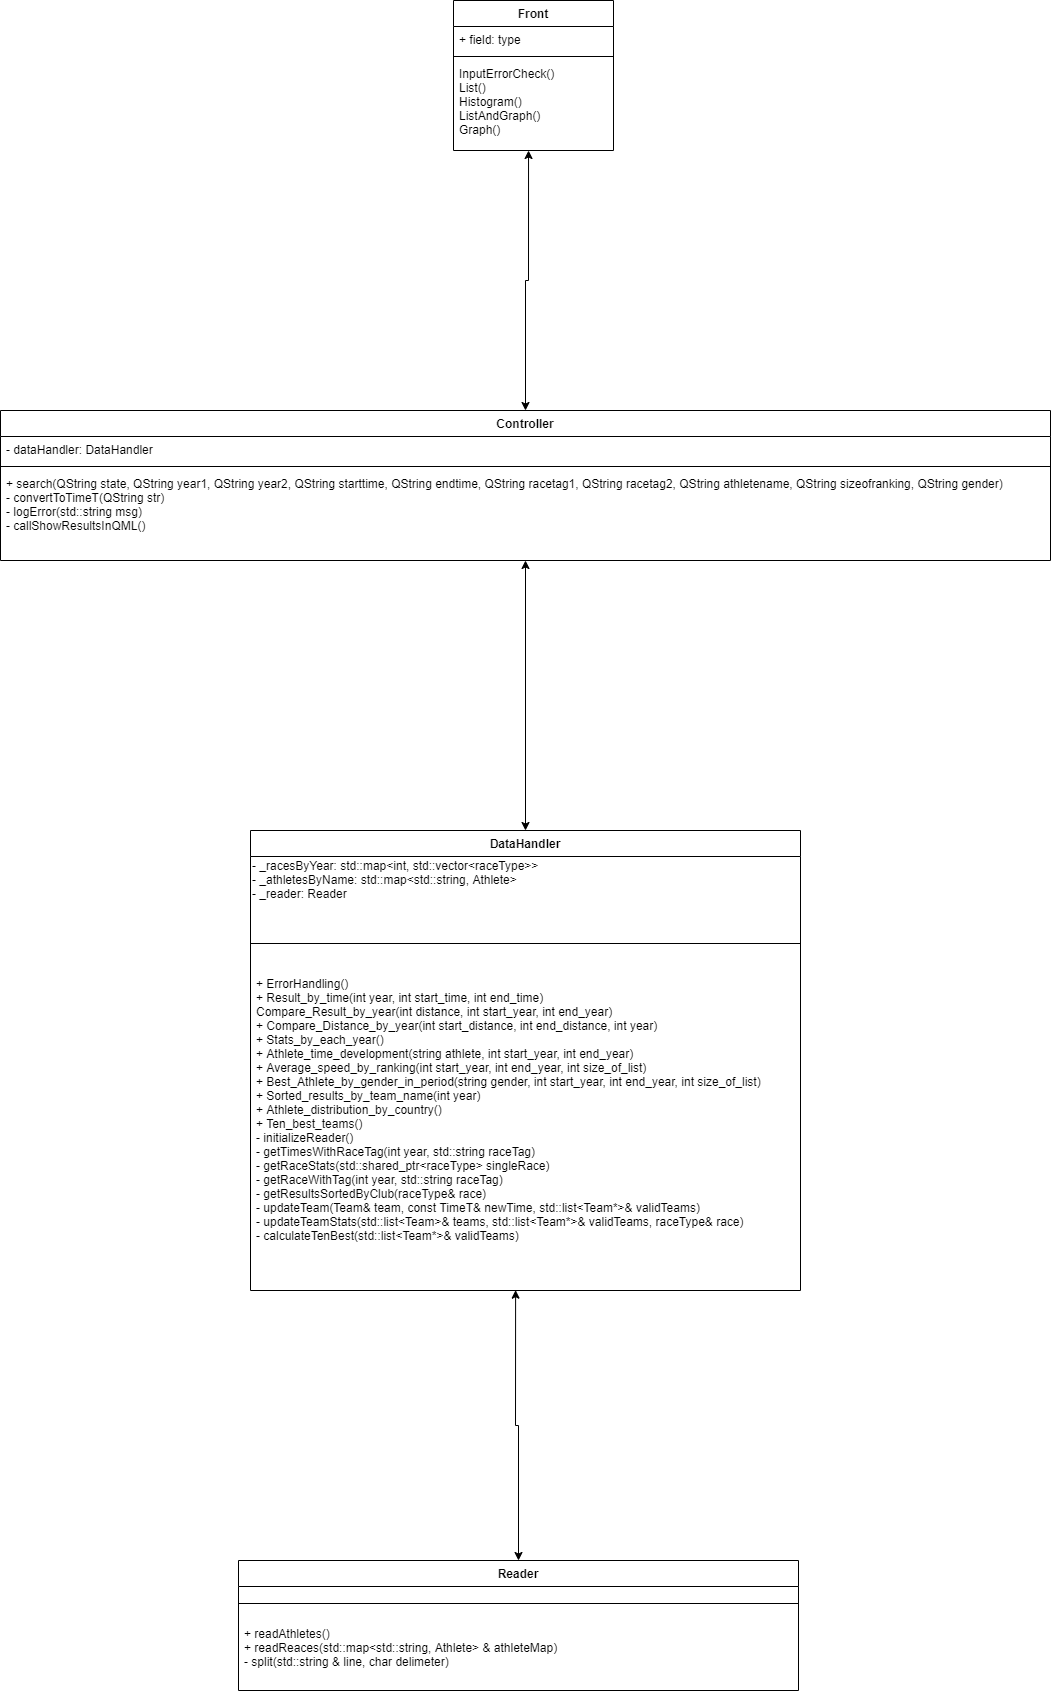 Front
+ field: type
InputErrorCheck()
List()
Histogram()
ListAndGraph()
Graph()
Controller
- dataHandler: DataHandler
+ search(QString state, QString year1, QString year2, QString starttime, QString endtime, QString racetag1, QString racetag2, QString athletename, QString sizeofranking, QString gender)
- convertToTimeT(QString str)
- logError(std::string msg)
- callShowResultsInQML()
DataHandler
- _racesByYear: std::map<int, std::vector<raceType>>
- _athletesByName: std::map<std::string, Athlete>
- _reader: Reader
+ ErrorHandling()
+ Result_by_time(int year, int start_time, int end_time)
Compare_Result_by_year(int distance, int start_year, int end_year)
+ Compare_Distance_by_year(int start_distance, int end_distance, int year)
+ Stats_by_each_year()
+ Athlete_time_development(string athlete, int start_year, int end_year)
+ Average_speed_by_ranking(int start_year, int end_year, int size_of_list)
+ Best_Athlete_by_gender_in_period(string gender, int start_year, int end_year, int size_of_list)
+ Sorted_results_by_team_name(int year)
+ Athlete_distribution_by_country()
+ Ten_best_teams()
- initializeReader()
- getTimesWithRaceTag(int year, std::string raceTag)
- getRaceStats(std::shared_ptr<raceType> singleRace)
- getRaceWithTag(int year, std::string raceTag)
- getResultsSortedByClub(raceType& race)
- updateTeam(Team& team, const TimeT& newTime, std::list<Team*>& validTeams)
- updateTeamStats(std::list<Team>& teams, std::list<Team*>& validTeams, raceType& race)
- calculateTenBest(std::list<Team*>& validTeams)
Reader
+ readAthletes()
+ readReaces(std::map<std::string, Athlete> & athleteMap)
- split(std::string & line, char delimeter)